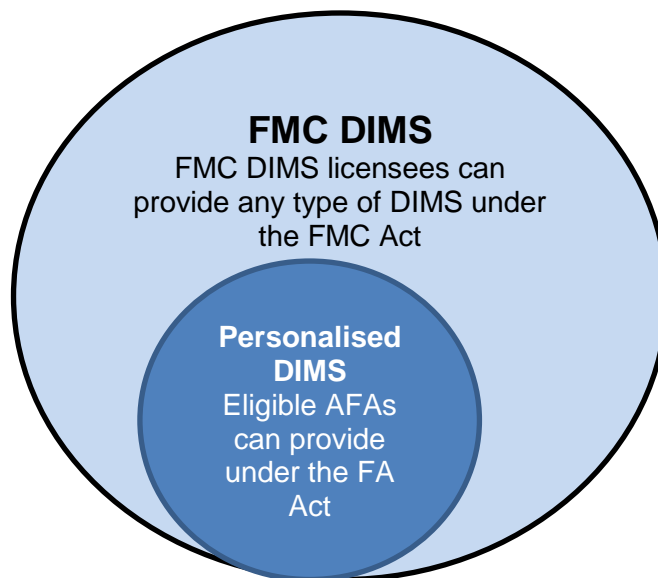 FMC DIMS
FMC DIMS licensees can
provide any type of DIMS under
the FMC Act
Personalised
DIMS
Eligible AFAs
can provide
under the FA
Act